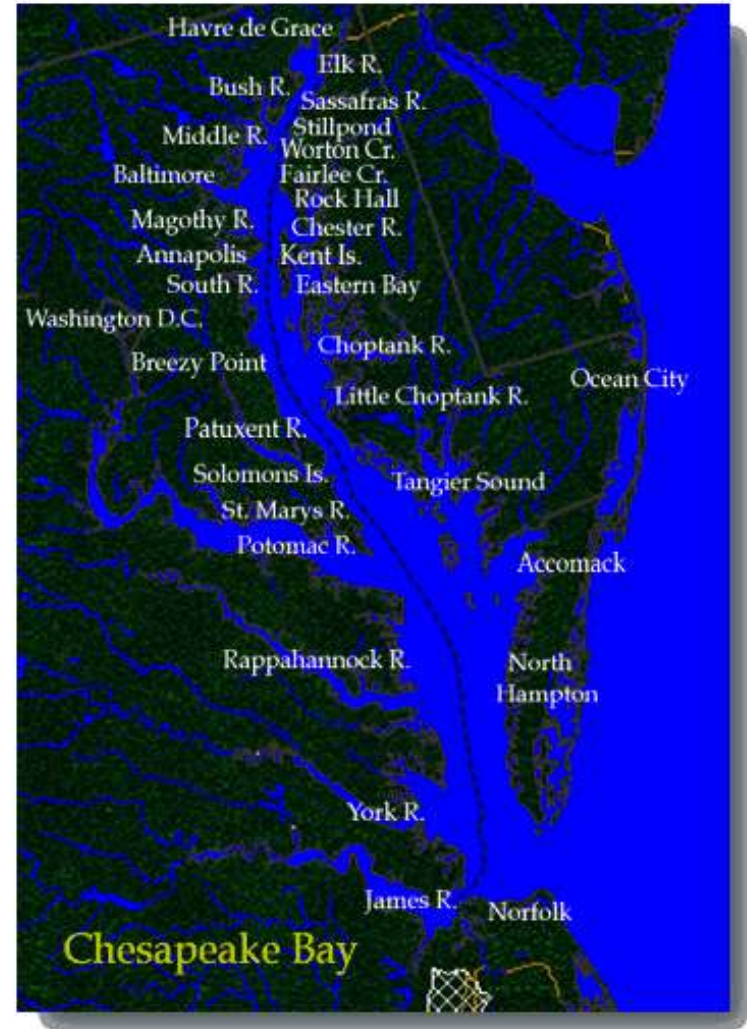 Havre de Grace
Elk R.
Bush R.
Sassafras R.
Stillpond
Middle R.
Worton Cr.
Baltimore
Fairlee Cr.
Rock Hall
Magothy R.
Chester R.
Annapolis
Kent Is.
South R.
Eastern Bay
Washington D.C.
Choptank R.
Breezy Point
Ocean City
Little Choptank R.
Patuxent R.
Solomons Is.
Tangier Sound
St. Marys R.
Potomac R.
Accomack
Rappahannock R.
North
Hampton
York R.
James R.
Norfolk
Chesapeake Bay